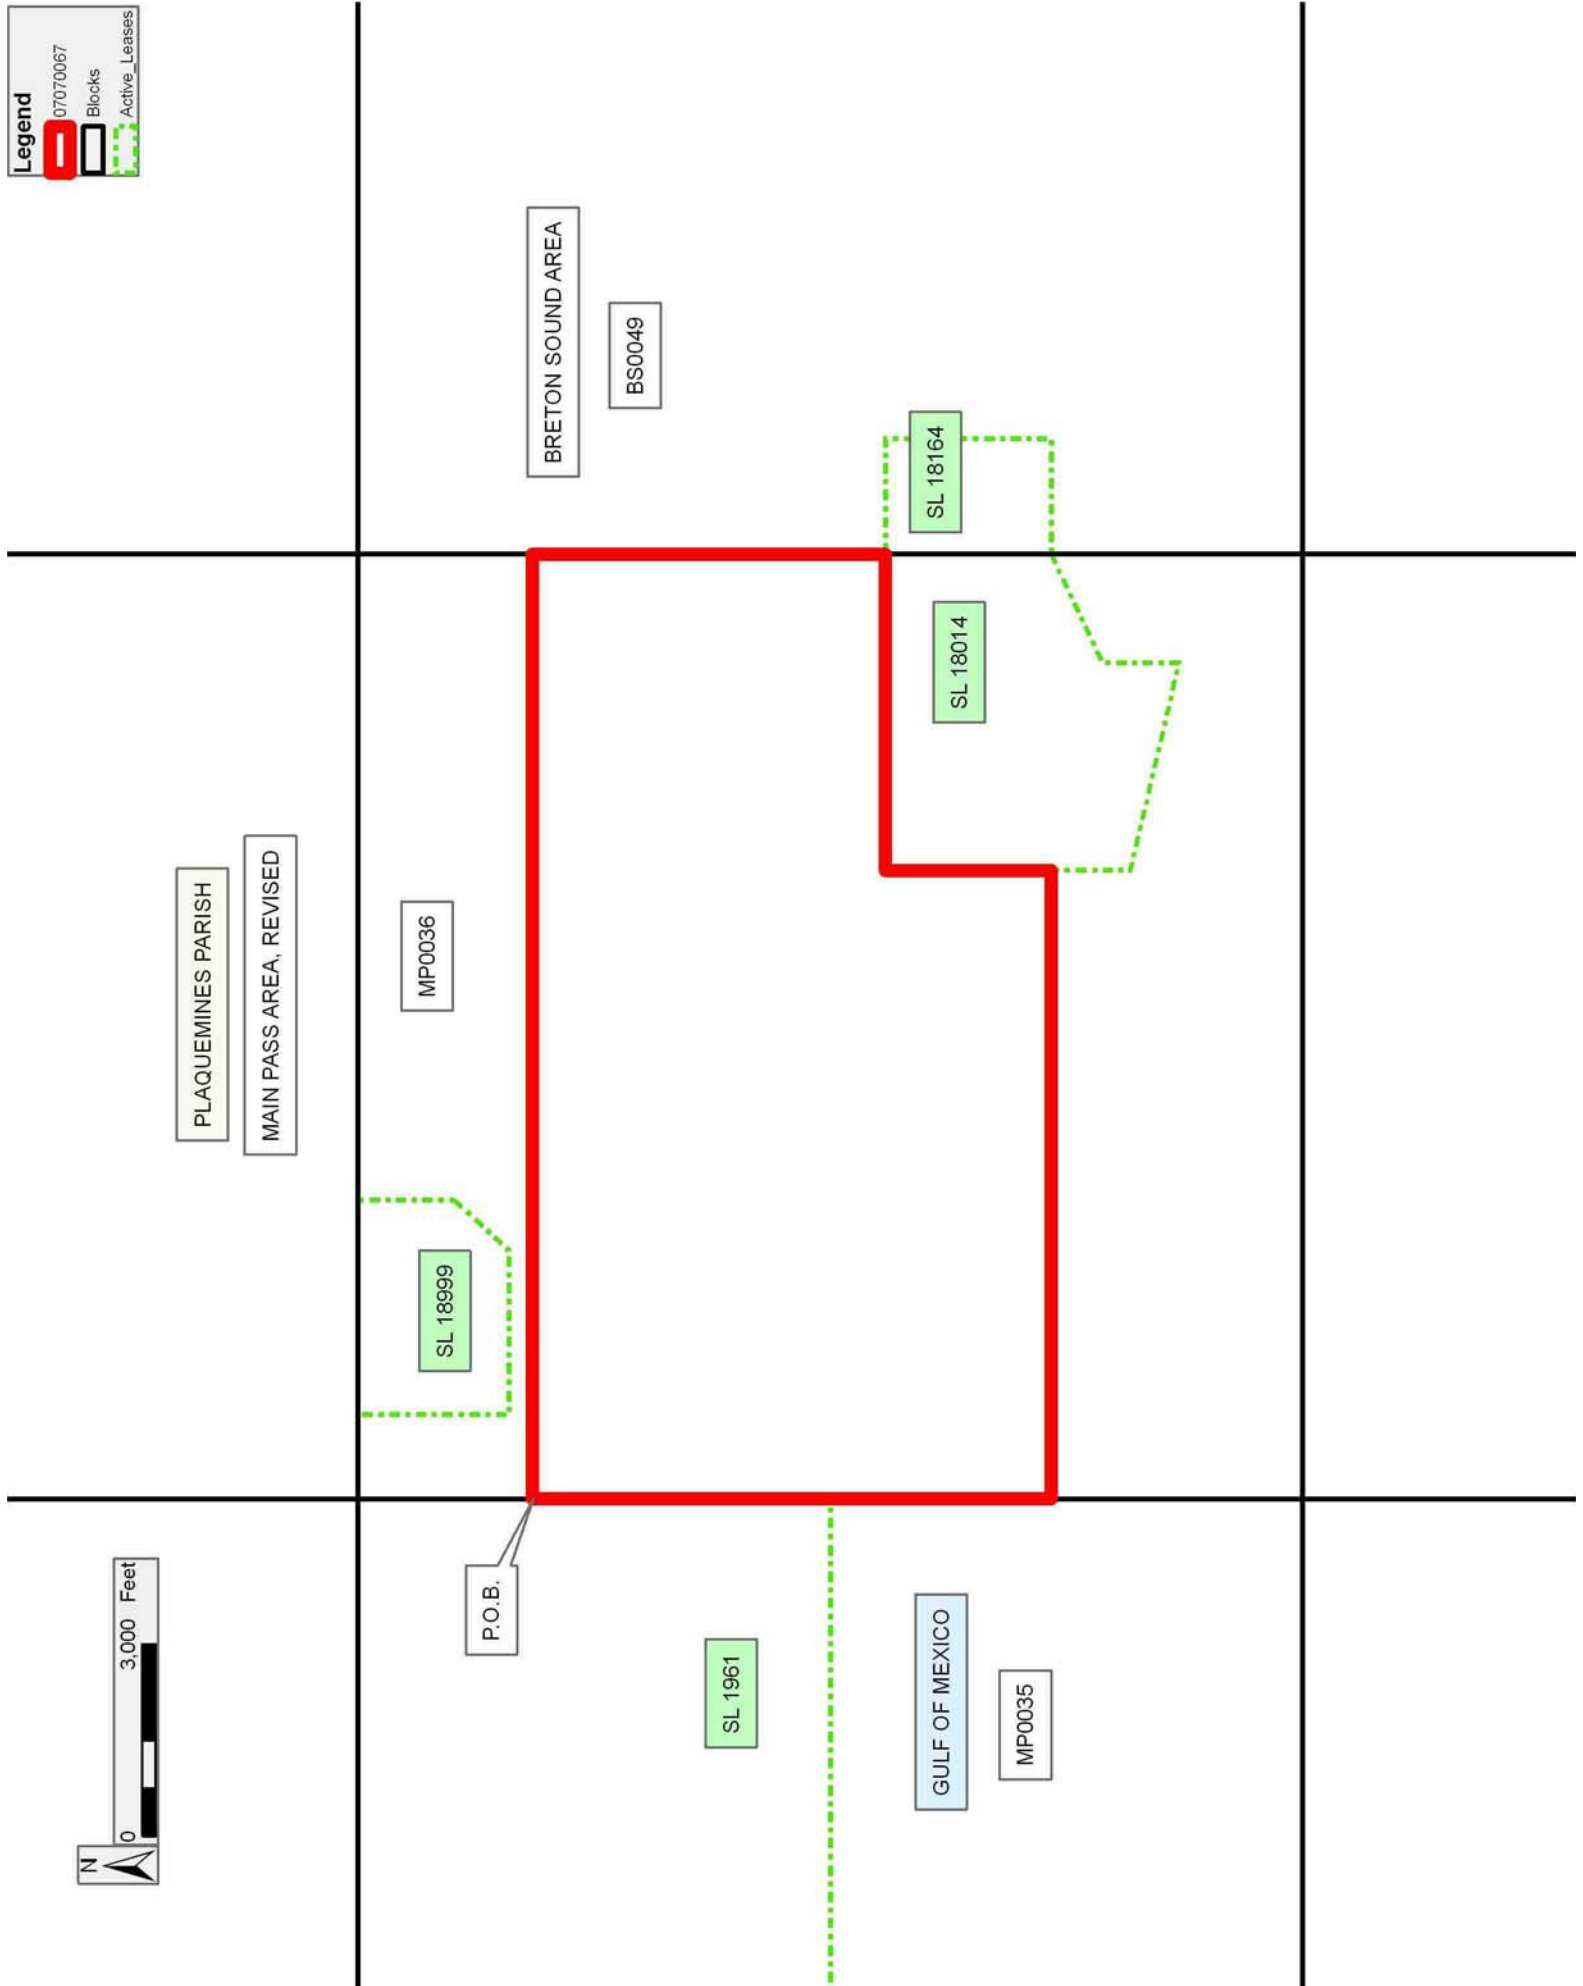 Legend
07070067
Blocks
Active_Leases
N
0
3,000 Feet
PLAQUEMINES PARISH
MAIN PASS AREA, REVISED
MP0036
SL 18999
P.O.B.
BRETON SOUND AREA
BS0049
SL 18164
SL 18014
SL 1961
GULF OF MEXICO
MP0035